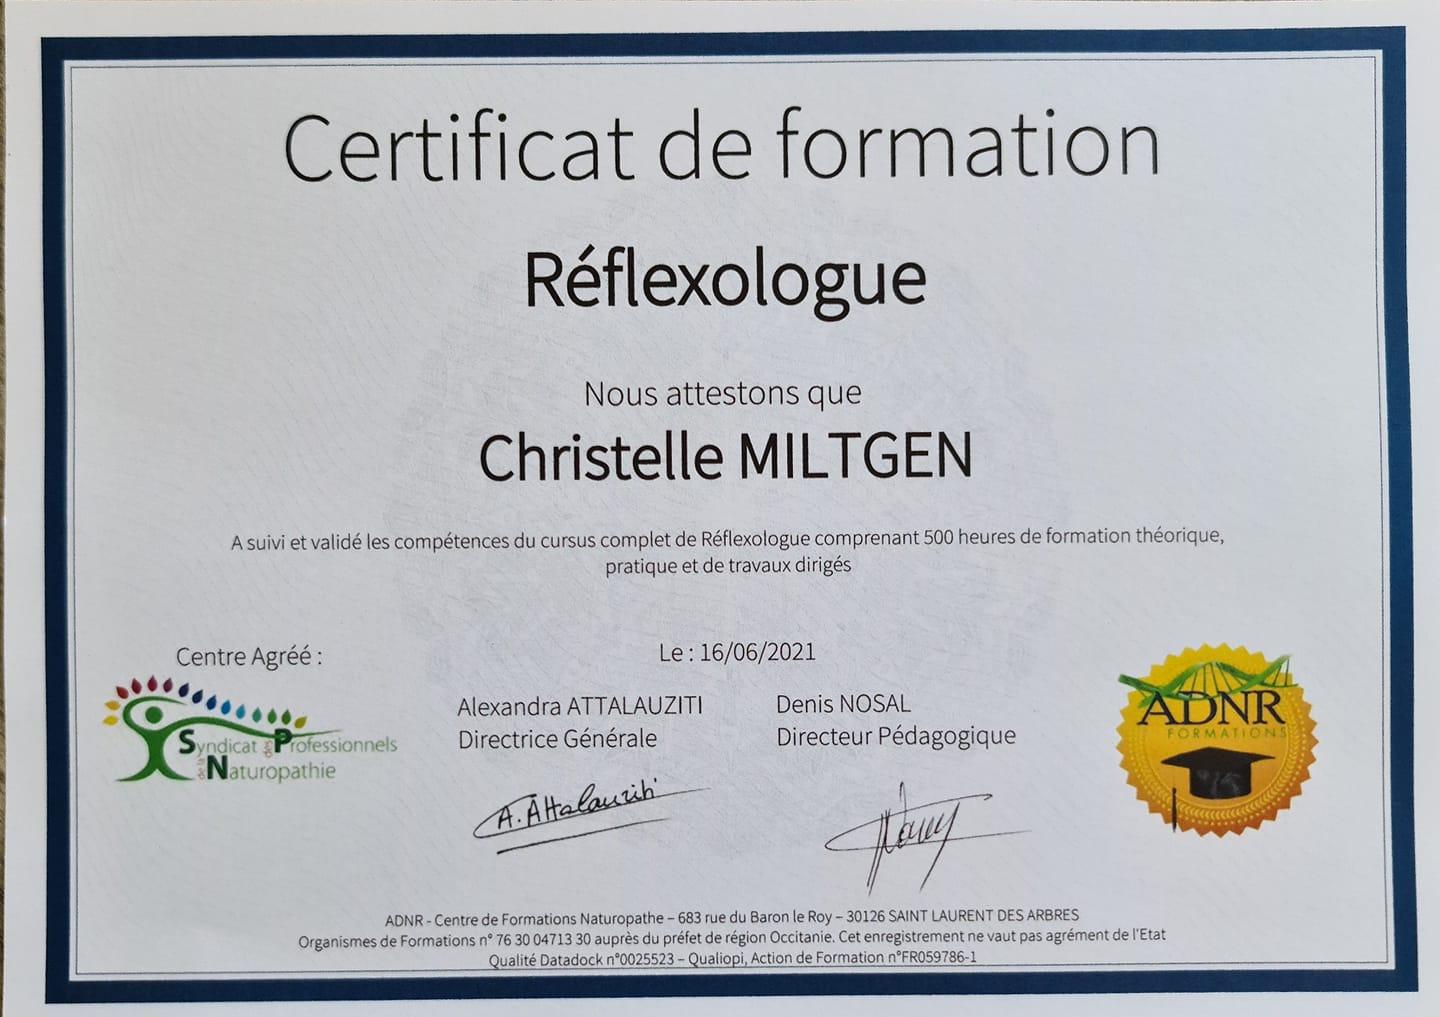 Certificat de formation
Réflexologue
Nous attestons que
Christelle MILTGEN
A suivi et validé les compétences du cursus complet de Réflexologue comprenant 500 heures de formation théorique,
pratique et de travaux dirigés
Centre Agréé :
Syndicat des Professionnels
de la Naturopathie
Le : 16/06/2021
Alexandra ATTALAUZITI
Directrice Générale
A. Attalauziti
Denis NOSAL
Directeur Pédagogique
ADNR
FORMATIONS
ADNR - Centre de Formations Naturopathe – 683 rue du Baron le Roy – 30126 SAINT LAURENT DES ARBRES
Organismes de Formations n° 76 30 04713 30 auprès du préfet de région Occitanie. Cet enregistrement ne vaut pas agrément de l'Etat
Qualité Datadock n°0025523 – Qualiopi, Action de Formation n°FR059786-1